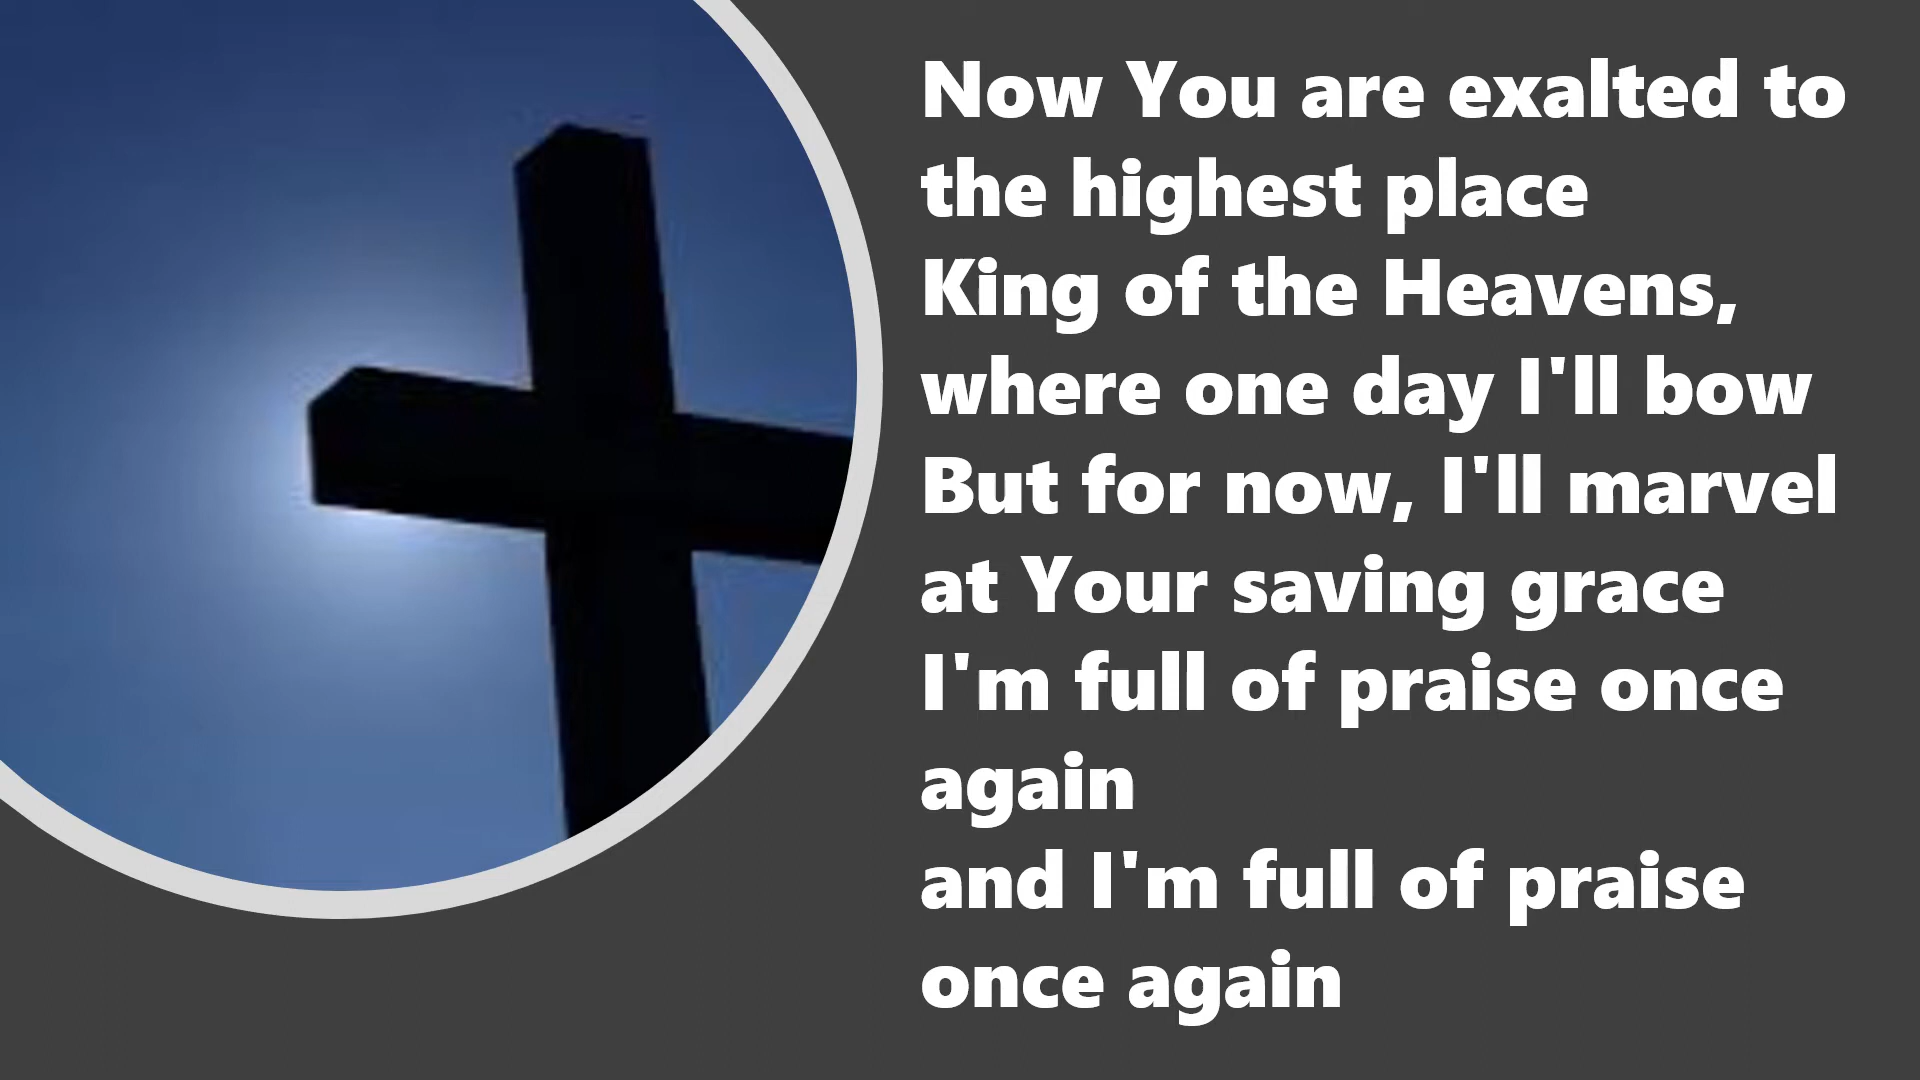 Now You are exalted to
the highest place
King of the Heavens,
where one day I'll bow
But for now, I'll marvel
at Your saving grace
I'm full of praise once
again
and I'm full of praise
once again